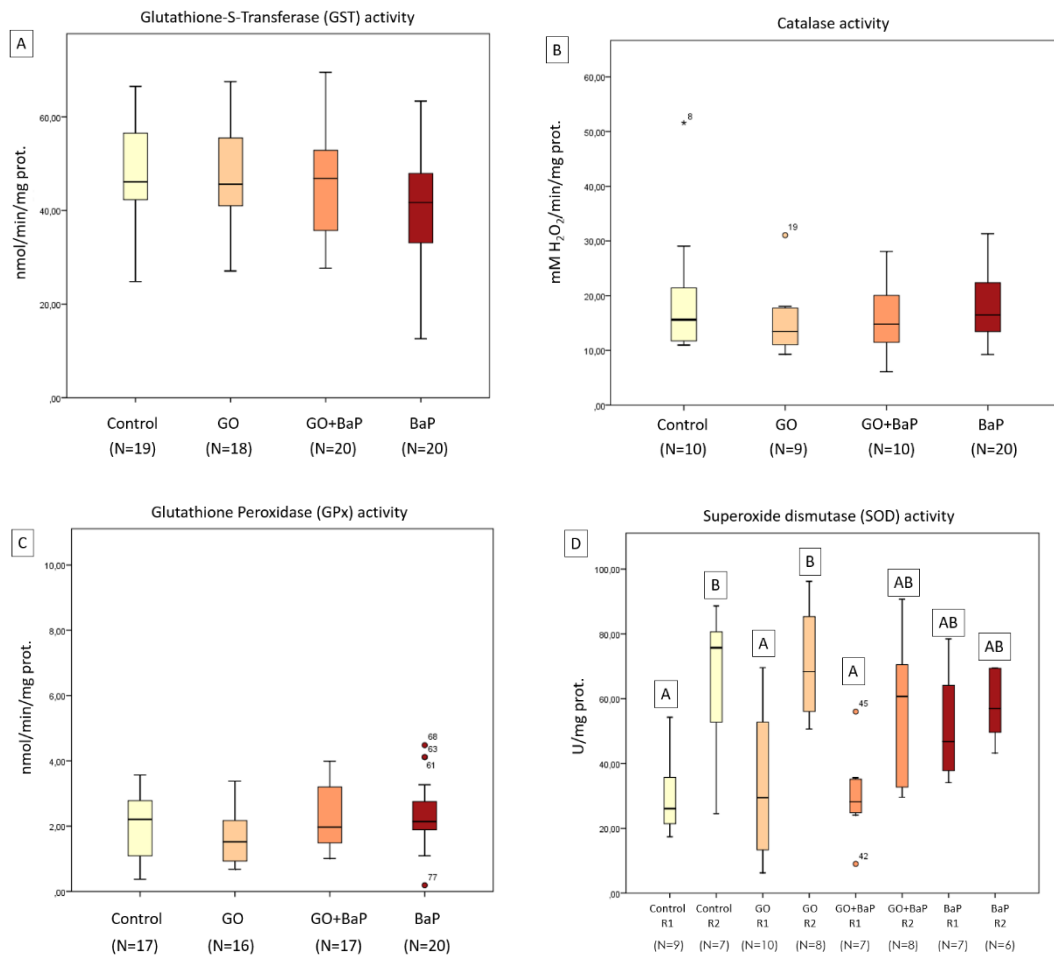 Glutathione-S-Transferase (GST) activity
A
nmol/min/mg prot.
60,00
40,00
20,00
,00
Control
GO
GO+BaP
BaP
(N=19)
(N=18)
(N=20)
(N=20)
Catalase activity
B
mM H₂O₂/min/mg prot.
60,00
50,00
40,00
30,00
20,00
10,00
,00
* 8
19
Control
GO
GO+BaP
BaP
(N=10)
(N=9)
(N=10)
(N=20)
Glutathione Peroxidase (GPx) activity
C
nmol/min/mg prot.
10,00
8,00
6,00
4,00
2,00
,00
68
63
61
77
Control
GO
GO+BaP
BaP
(N=17)
(N=16)
(N=17)
(N=20)
Superoxide dismutase (SOD) activity
D
U/mg prot.
100,00
80,00
60,00
40,00
20,00
,00
A
B
A
B
A
AB
AB
AB
45
42
Control R1
Control R2
GO R1
GO R2
GO+BaP R1
GO+BaP R2
BaP R1
BaP R2
(N=9)
(N=7)
(N=10)
(N=8)
(N=7)
(N=8)
(N=7)
(N=6)